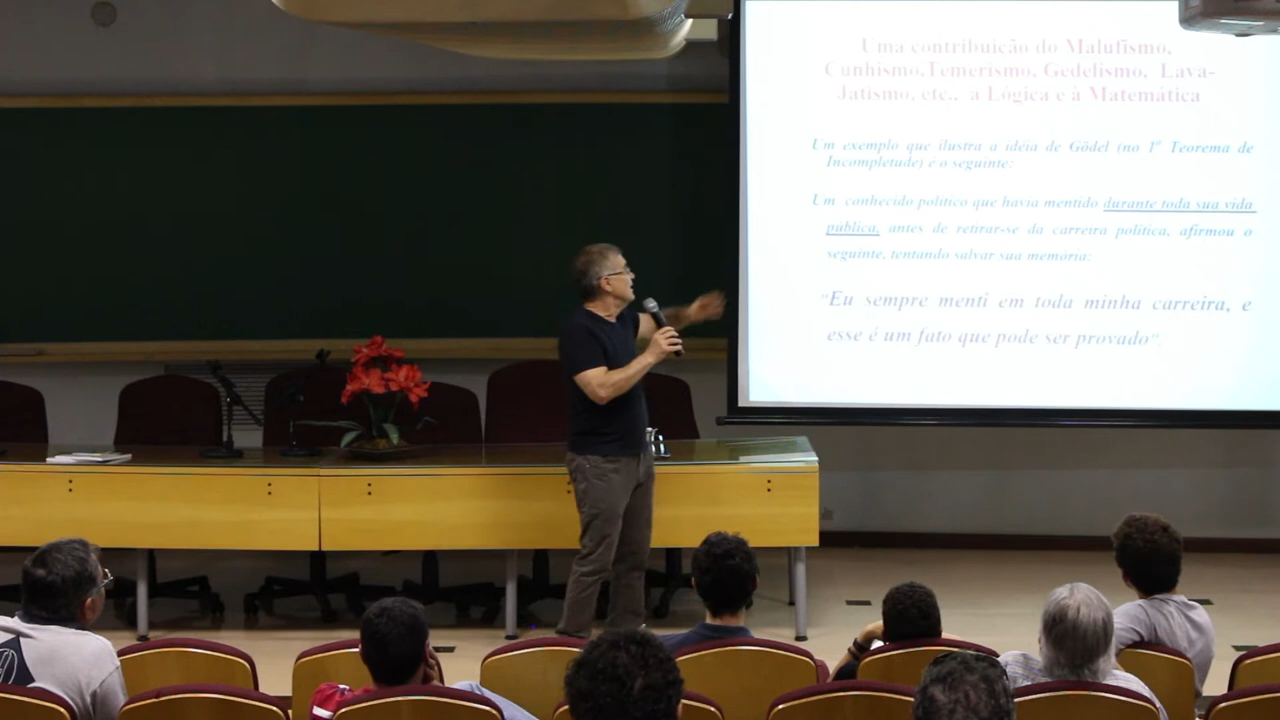 Uma contribuição do Malufismo,
Cunhismo,Temerismo, Gedelismo, Lava-
Jatismo, etc., a Lógica e à Matemática
Um exemplo que ilustra a idéia de Gödel (no 1º Teorema de
Incompletude) é o seguinte:
Um conhecido político que havia mentido durante toda sua vida
pública, antes de retirar-se da carreira política, afirmou o
seguinte, tentando salvar sua memória:
"Eu sempre menti em toda minha carreira, e
esse é um fato que pode ser provado".